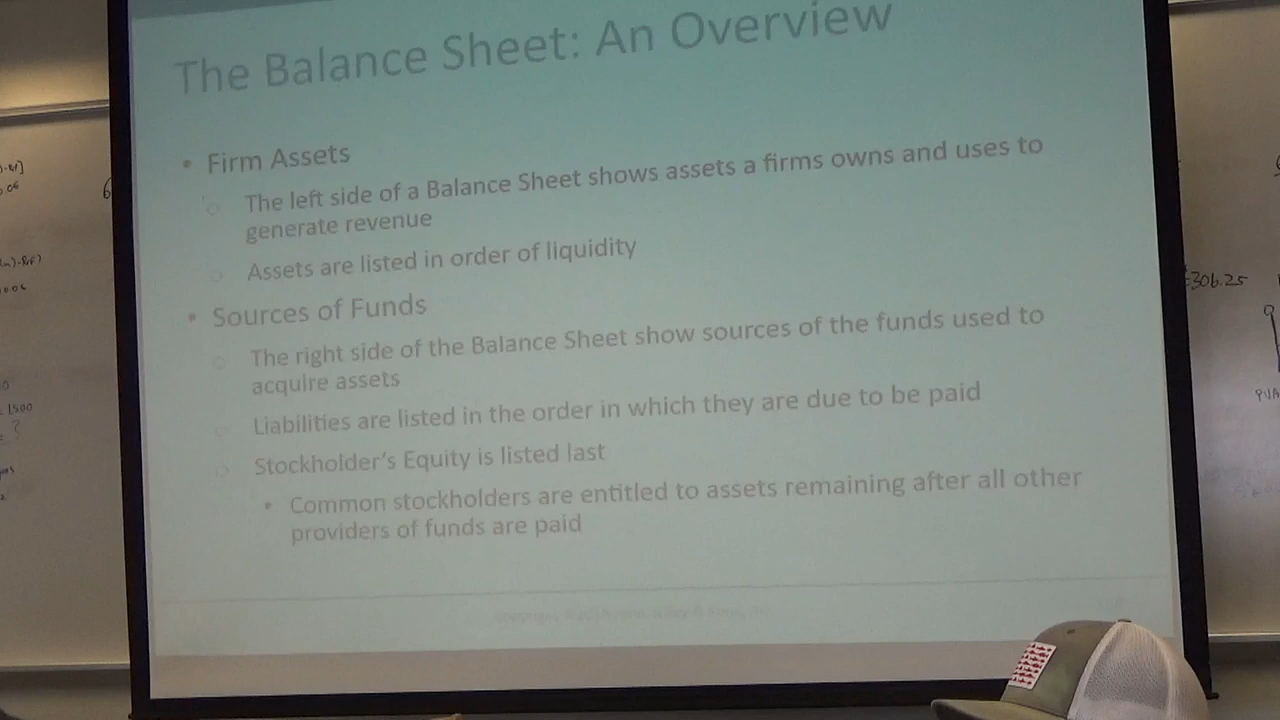 The Balance Sheet: An Overview
• Firm Assets
○ The left side of a Balance Sheet shows assets a firms owns and uses to
generate revenue
○ Assets are listed in order of liquidity
• Sources of Funds
○ The right side of the Balance Sheet show sources of the funds used to
acquire assets
○ Liabilities are listed in the order in which they are due to be paid
○ Stockholder's Equity is listed last
• Common stockholders are entitled to assets remaining after all other
providers of funds are paid
= 1500
306.25
PVA